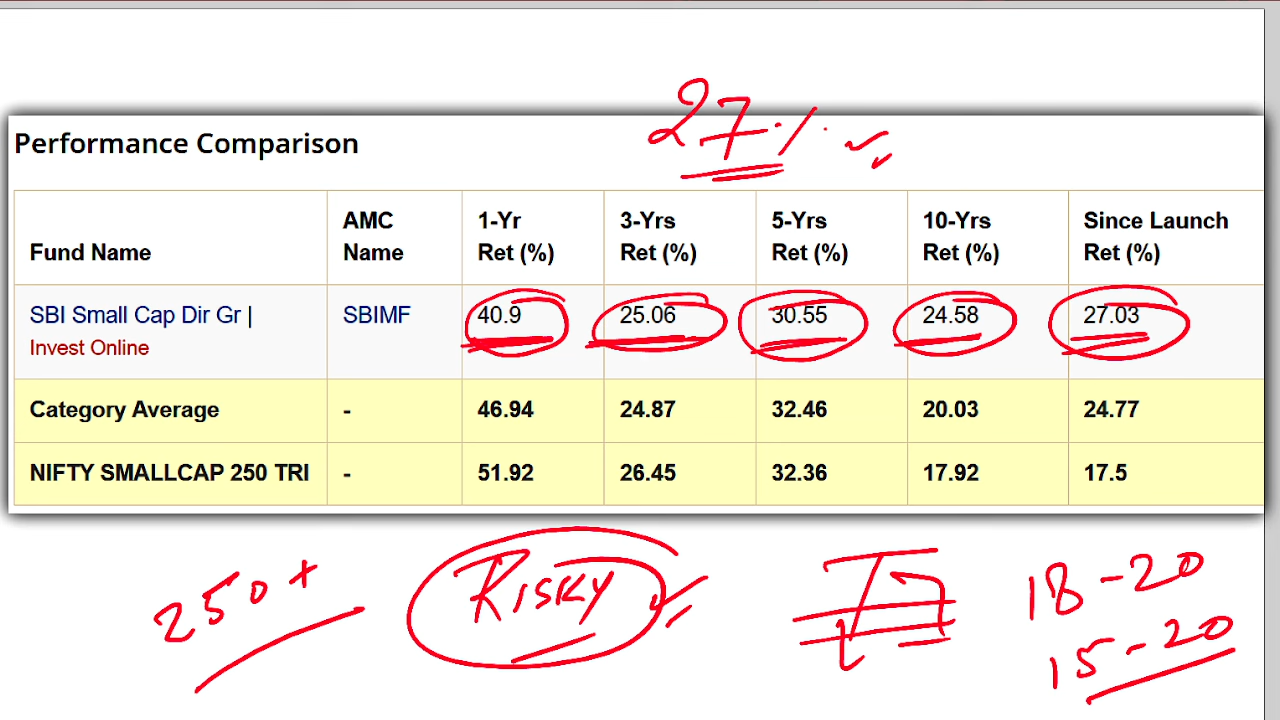 27%
Performance Comparison
Fund Name AMC Name 1-Yr Ret (%) 3-Yrs Ret (%) 5-Yrs Ret (%) 10-Yrs Ret (%) Since Launch Ret (%)
SBI Small Cap Dir Gr | SBIMF 40.9 25.06 30.55 24.58 27.03
Invest Online
Category Average - 46.94 24.87 32.46 20.03 24.77
NIFTY SMALLCAP 250 TRI - 51.92 26.45 32.36 17.92 17.5
250+ RISKY 18-20
15-20